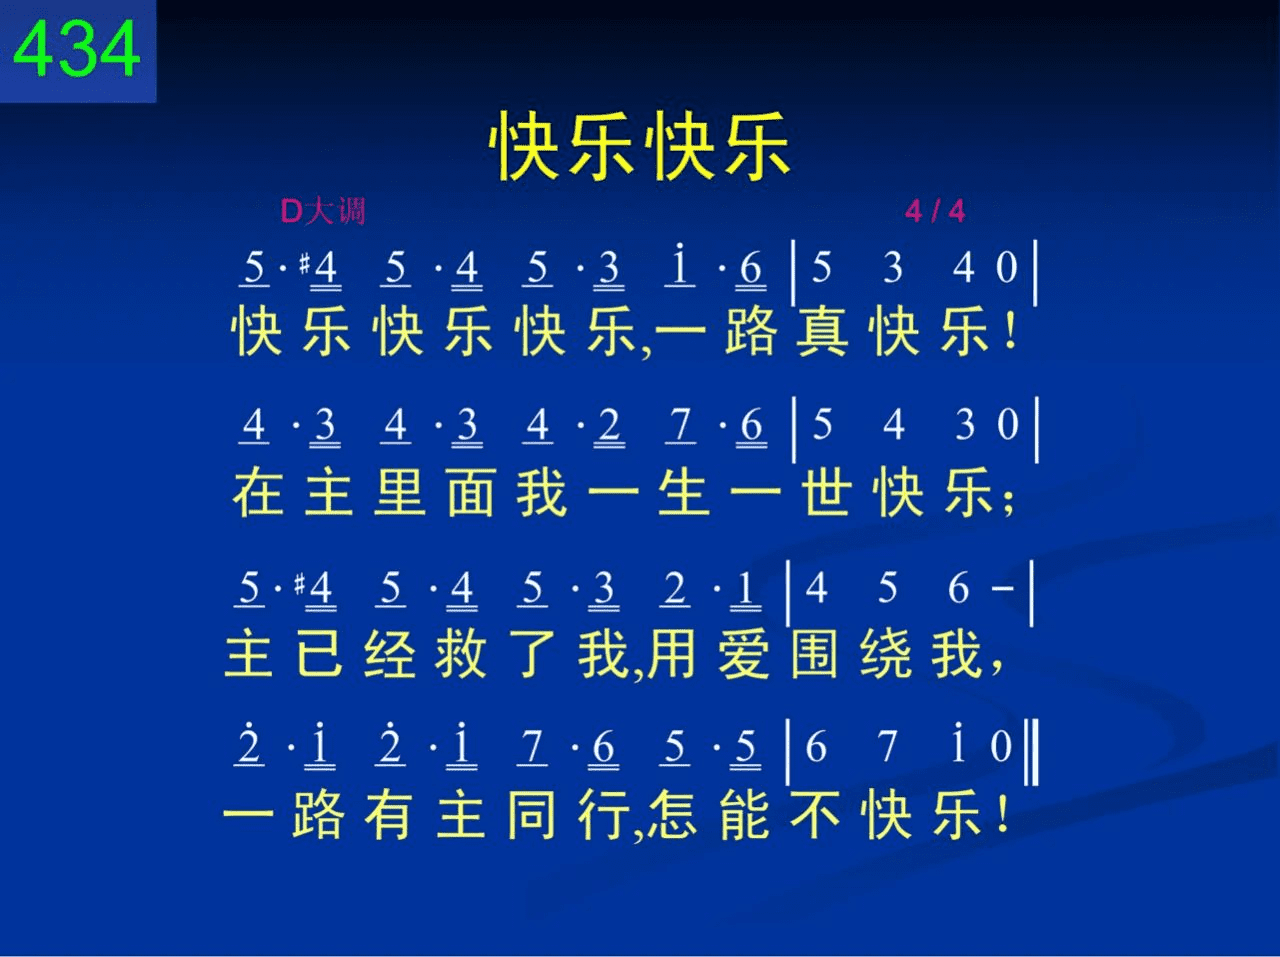 434
快乐快乐
D大调 4 / 4
5 · #4 5 · 4 5 · 3 i · 6 | 5 3 4 0 |
快乐快乐快乐,一路真快乐！
4 · 3 4 · 3 4 · 2 7 · 6 | 5 4 3 0 |
在主里面我一生一世快乐；
5 · #4 5 · 4 5 · 3 2 · 1 | 4 5 6 − |
主已经救了我,用爱围绕我，
2̇ · i 2̇ · i 7 · 6 5 · 5 | 6 7 i 0 ‖
一路有主同行,怎能不快乐！